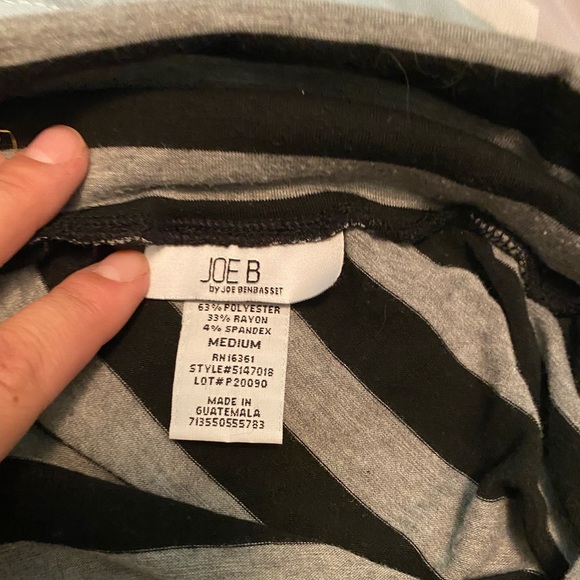 JOE B
by JOE BENBASSET
63% POLYESTER
33% RAYON
4% SPANDEX
MEDIUM
RN16361
STYLE#5147018
LOT#P20090
MADE IN
GUATEMALA
713550555783